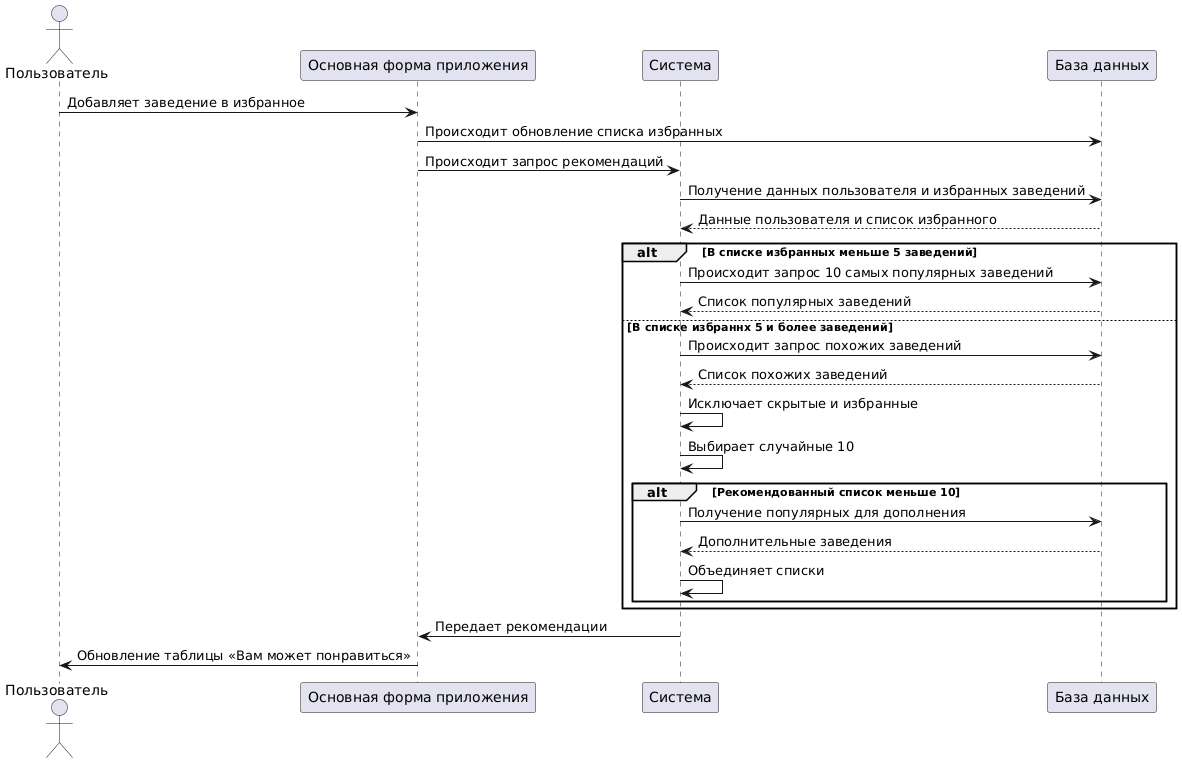 Пользователь
Основная форма приложения
Система
База данных
Добавляет заведение в избранное
Происходит обновление списка избранных
Происходит запрос рекомендаций
Получение данных пользователя и избранных заведений
Данные пользователя и список избранного
alt [В списке избранных меньше 5 заведений]
Происходит запрос 10 самых популярных заведений
Список популярных заведений
[В списке избраннх 5 и более заведений]
Происходит запрос похожих заведений
Список похожих заведений
Исключает скрытые и избранные
Выбирает случайные 10
alt [Рекомендованный список меньше 10]
Получение популярных для дополнения
Дополнительные заведения
Объединяет списки
Передает рекомендации
Обновление таблицы «Вам может понравиться»
Пользователь
Основная форма приложения
Система
База данных